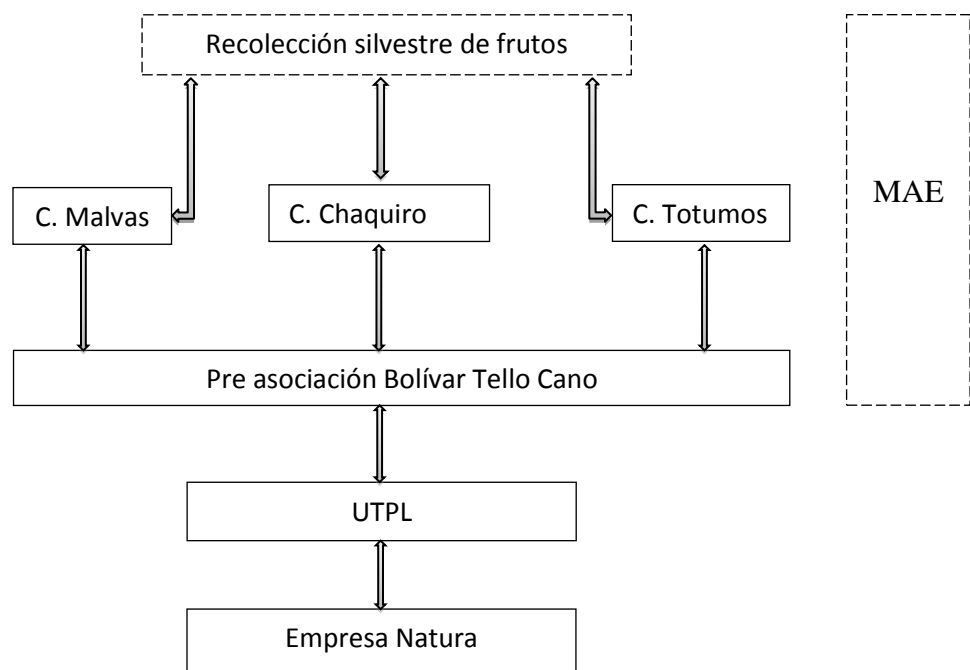 Recolección silvestre de frutos
C. Malvas
C. Chaquiro
C. Totumos
MAE
Pre asociación Bolívar Tello Cano
UTPL
Empresa Natura